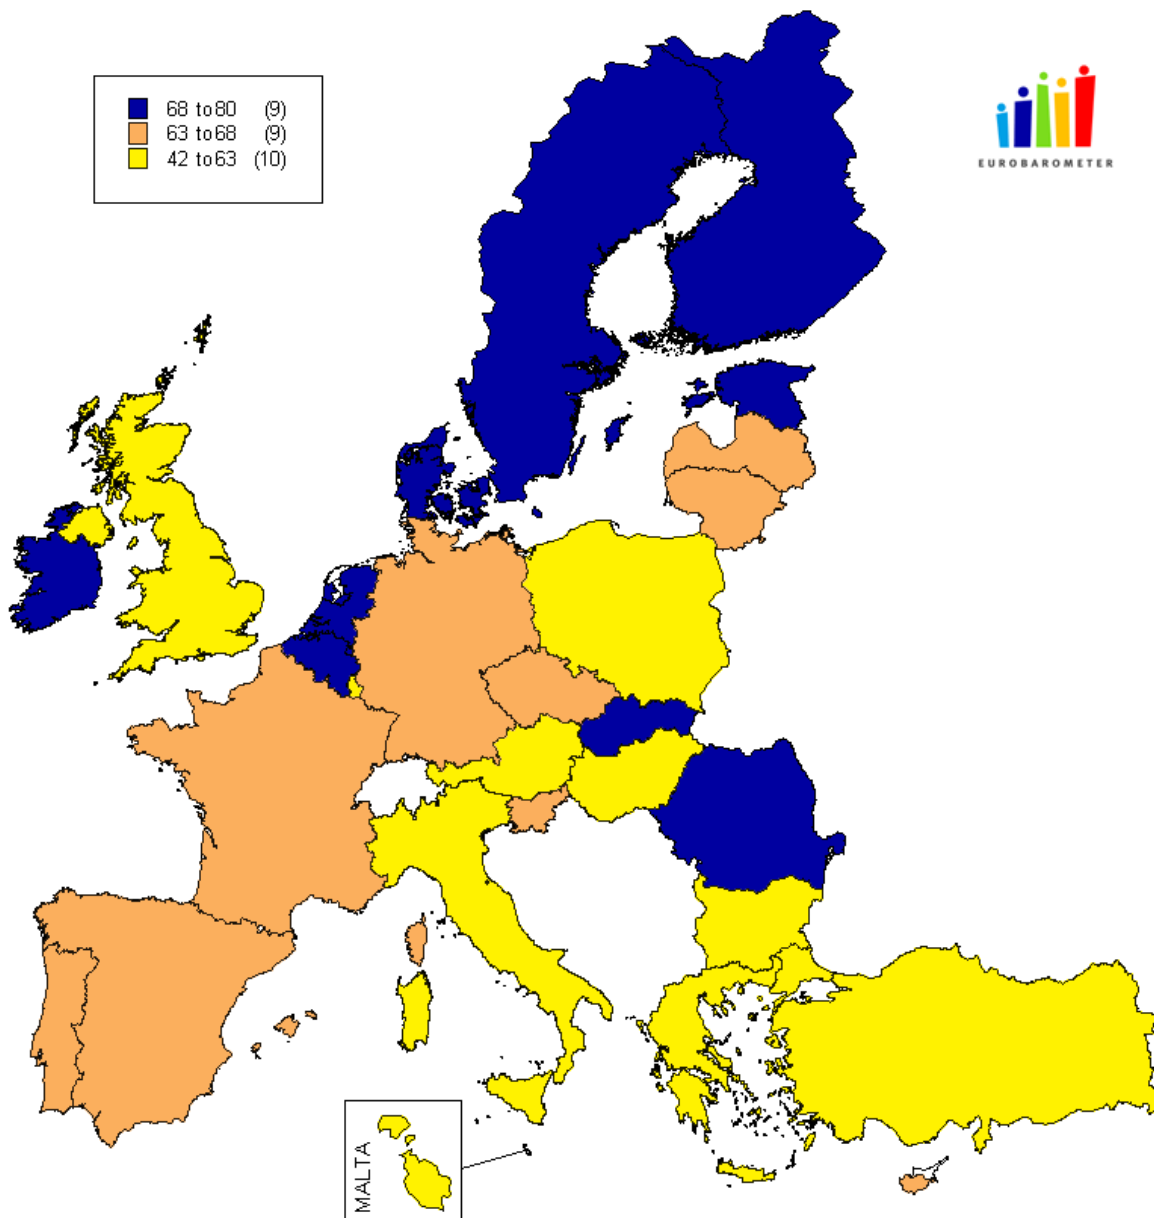 68 to 80 (9)
63 to 68 (9)
42 to 63 (10)
EUROBAROMETER
MALTA